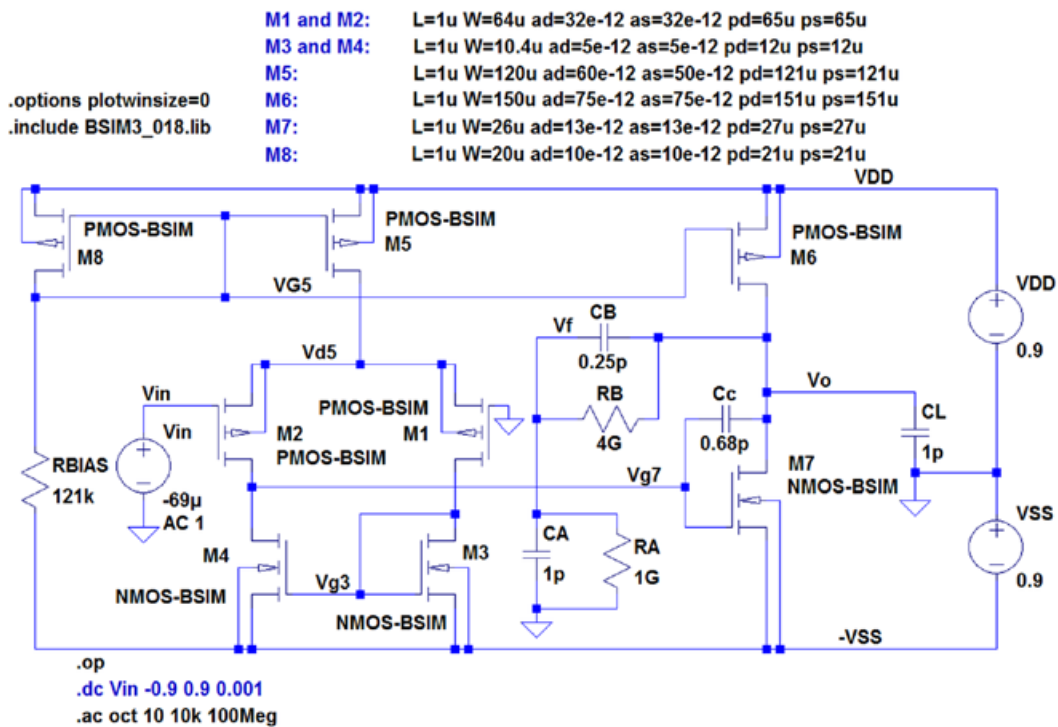 M1 and M2: L=1u W=64u ad=32e-12 as=32e-12 pd=65u ps=65u
M3 and M4: L=1u W=10.4u ad=5e-12 as=5e-12 pd=12u ps=12u
M5: L=1u W=120u ad=60e-12 as=50e-12 pd=121u ps=121u
.options plotwinsize=0
M6: L=1u W=150u ad=75e-12 as=75e-12 pd=151u ps=151u
.include BSIM3_018.lib
M7: L=1u W=26u ad=13e-12 as=13e-12 pd=27u ps=27u
M8: L=1u W=20u ad=10e-12 as=10e-12 pd=21u ps=21u
VDD
PMOS-BSIM
M8
PMOS-BSIM
M5
PMOS-BSIM
M6
VG5
VDD
0.9
CB
Vf
0.25p
Vd5
Vin
Vin
-69µ
AC 1
M2
PMOS-BSIM
PMOS-BSIM
M1
RB
4G
Cc
0.68p
Vo
CL
1p
RBIAS
121k
Vg7
M7
NMOS-BSIM
VSS
0.9
M4
NMOS-BSIM
Vg3
M3
NMOS-BSIM
CA
1p
RA
1G
-VSS
.op
.dc Vin -0.9 0.9 0.001
.ac oct 10 10k 100Meg